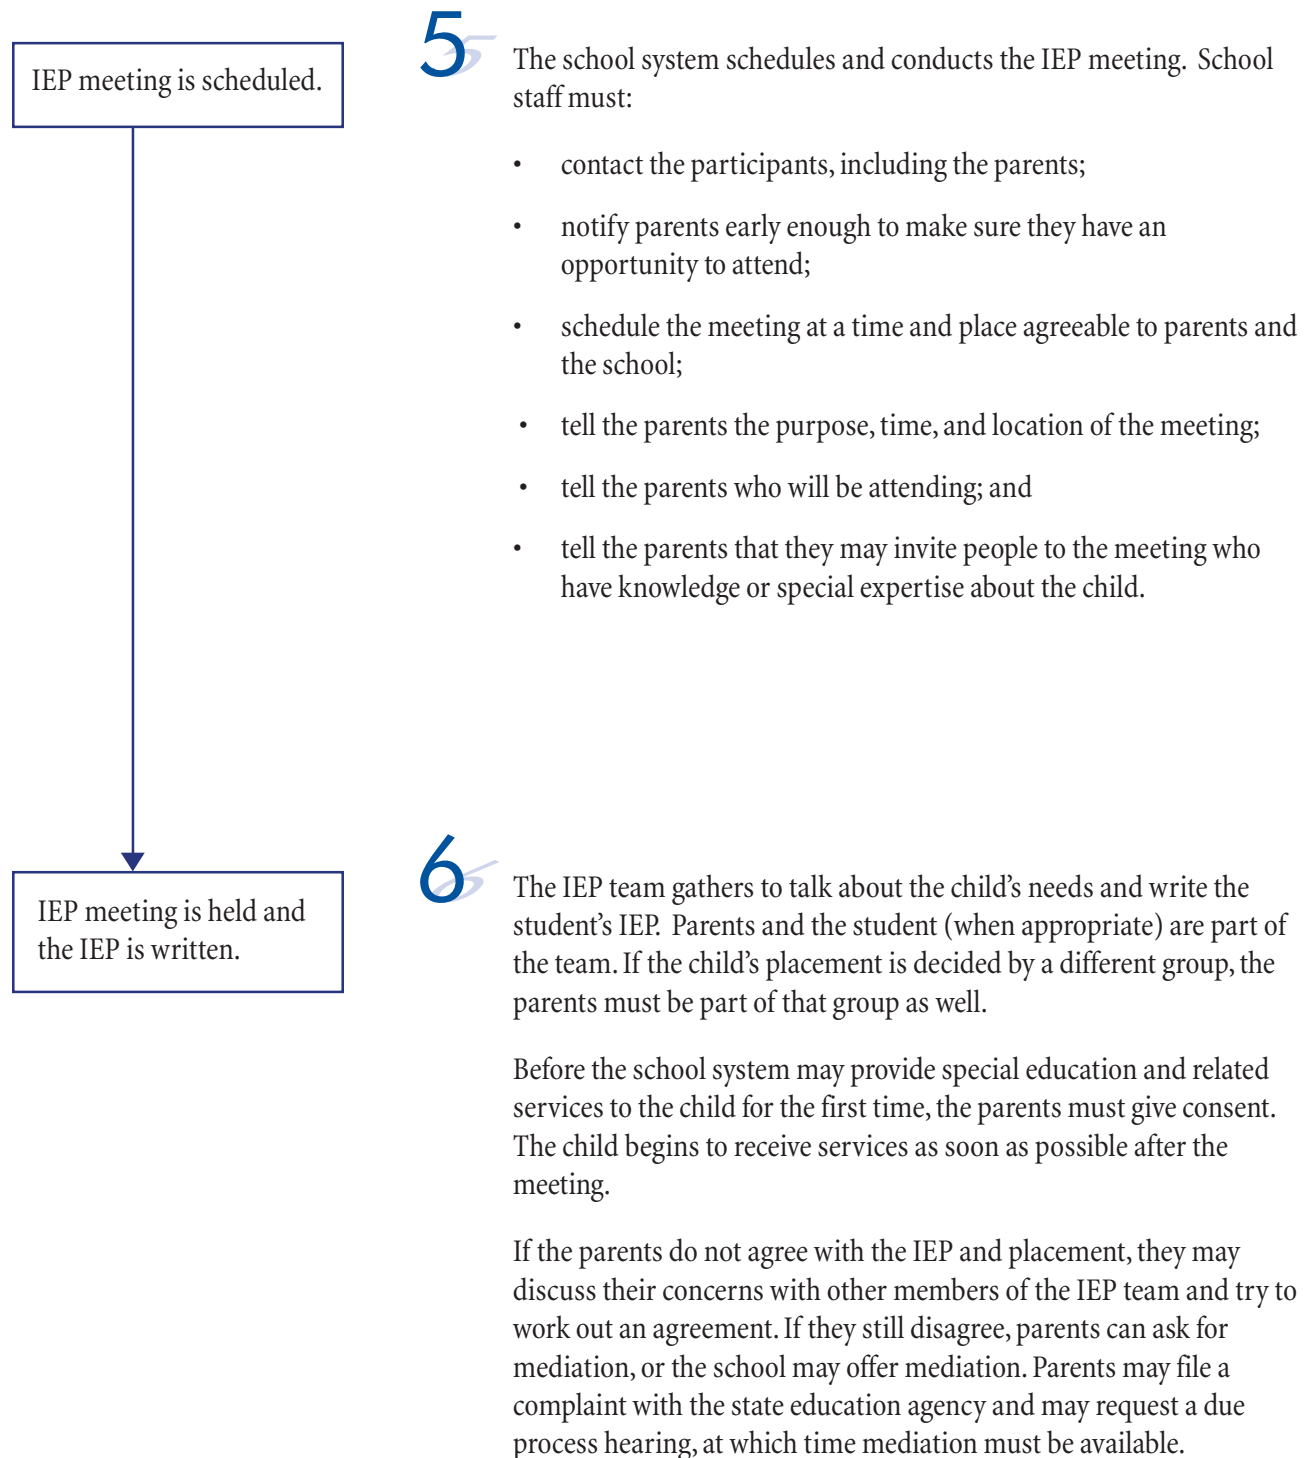 IEP meeting is scheduled.
5
The school system schedules and conducts the IEP meeting. School
staff must:
• contact the participants, including the parents;
• notify parents early enough to make sure they have an
opportunity to attend;
• schedule the meeting at a time and place agreeable to parents and
the school;
• tell the parents the purpose, time, and location of the meeting;
• tell the parents who will be attending; and
• tell the parents that they may invite people to the meeting who
have knowledge or special expertise about the child.
IEP meeting is held and
the IEP is written.
6
The IEP team gathers to talk about the child’s needs and write the
student’s IEP. Parents and the student (when appropriate) are part of
the team. If the child’s placement is decided by a different group, the
parents must be part of that group as well.
Before the school system may provide special education and related
services to the child for the first time, the parents must give consent.
The child begins to receive services as soon as possible after the
meeting.
If the parents do not agree with the IEP and placement, they may
discuss their concerns with other members of the IEP team and try to
work out an agreement. If they still disagree, parents can ask for
mediation, or the school may offer mediation. Parents may file a
complaint with the state education agency and may request a due
process hearing, at which time mediation must be available.